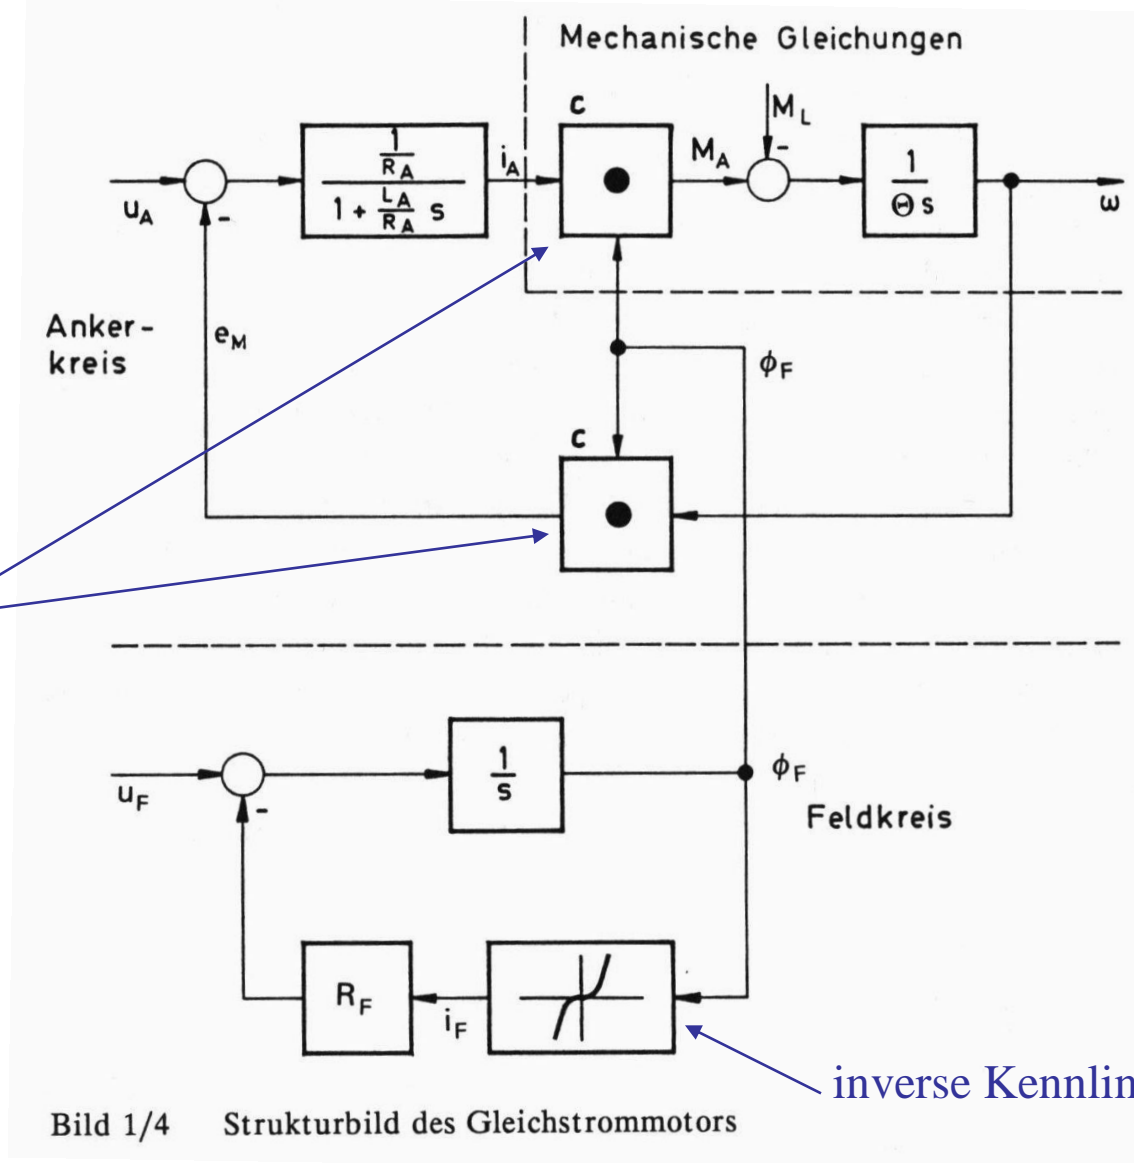 Mechanische Gleichungen
c
M_L
-
1
R_A
1 + L_A/R_A s
i_A
M_A
1
Θ s
u_A
-
ω
Anker-
kreis
e_M
ϕ_F
c
1
s
u_F
-
ϕ_F
Feldkreis
R_F
i_F
inverse Kennlin
Bild 1/4 Strukturbild des Gleichstrommotors